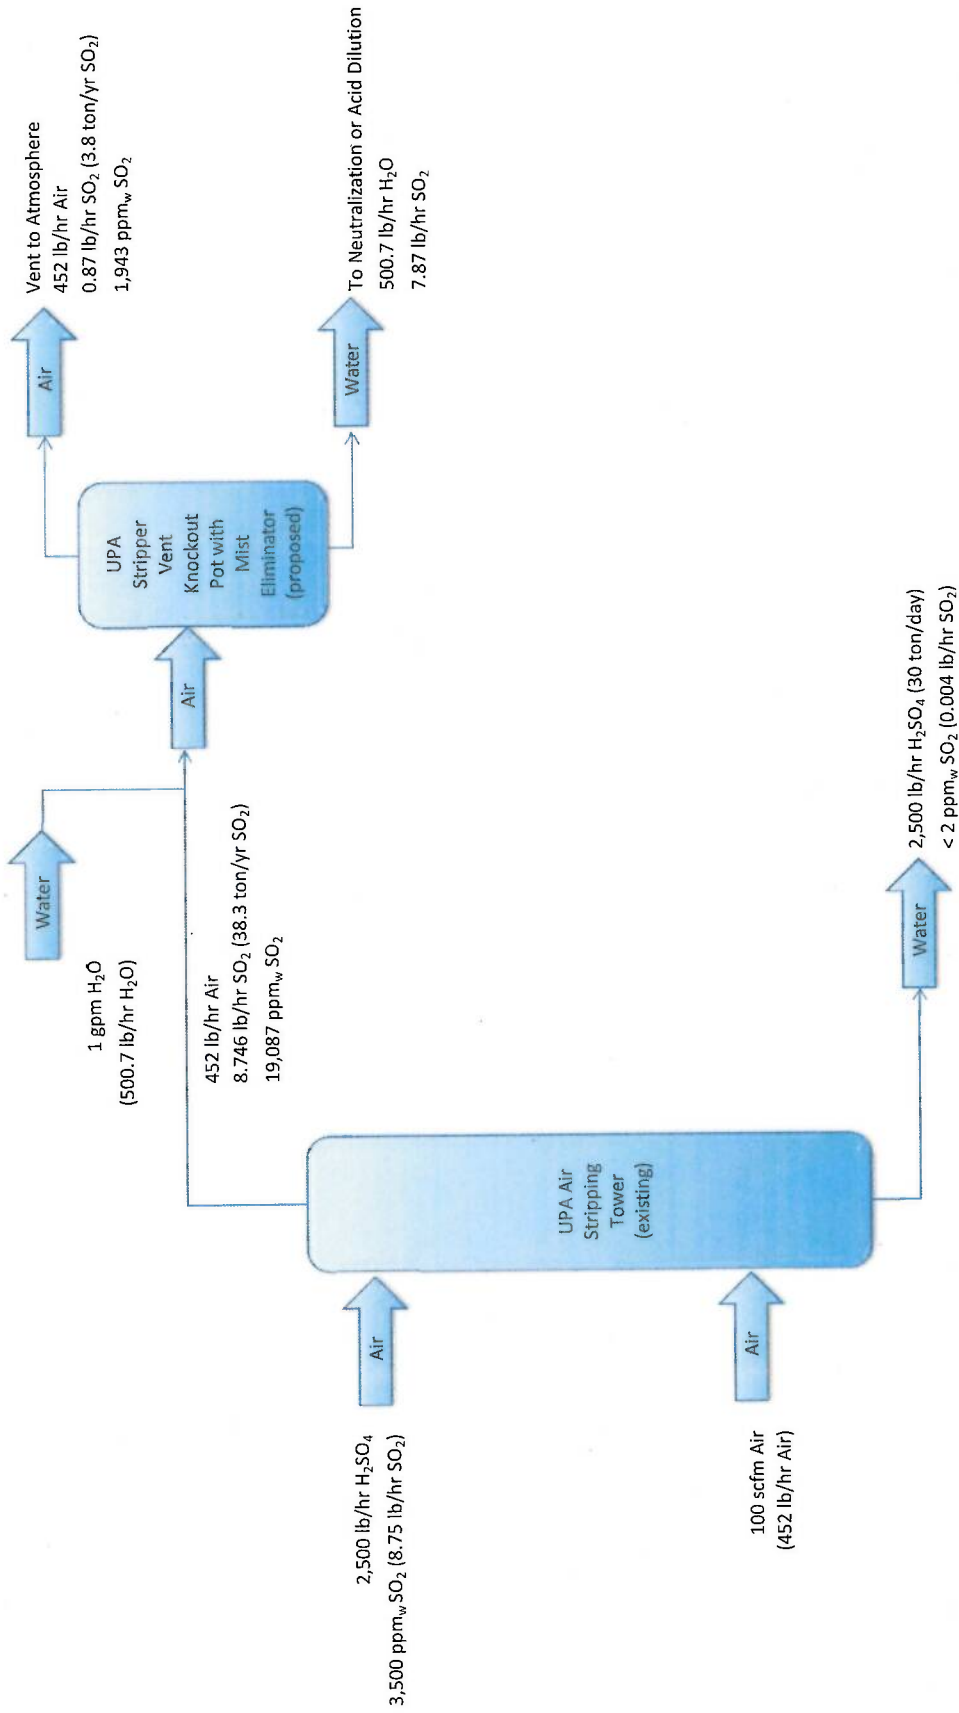 2,500 lb/hr H₂SO₄
3,500 ppmw SO₂ (8.75 lb/hr SO₂)
Air
100 scfm Air
(452 lb/hr Air)
Air
UPA Air
Stripping
Tower
(existing)
1 gpm H₂O
(500.7 lb/hr H₂O)
Water
452 lb/hr Air
8.746 lb/hr SO₂ (38.3 ton/yr SO₂)
19,087 ppmw SO₂
Water
2,500 lb/hr H₂SO₄ (30 ton/day)
< 2 ppmw SO₂ (0.004 lb/hr SO₂)
Air
UPA
Stripper
Vent
Knockout
Pot with
Mist
Eliminator
(proposed)
Air
Vent to Atmosphere
452 lb/hr Air
0.87 lb/hr SO₂ (3.8 ton/yr SO₂)
1,943 ppmw SO₂
Water
To Neutralization or Acid Dilution
500.7 lb/hr H₂O
7.87 lb/hr SO₂